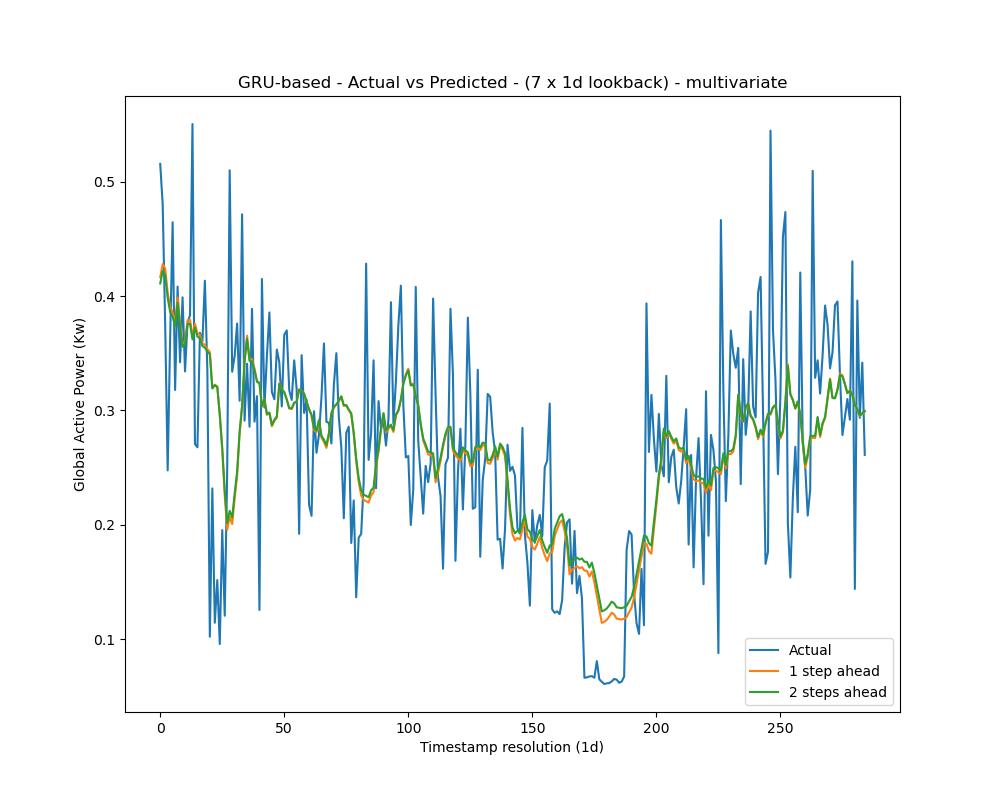 GRU-based - Actual vs Predicted - (7 x 1d lookback) - multivariate
Global Active Power (Kw)
0.5
0.4
0.3
0.2
0.1
0 50 100 150 200 250
Timestamp resolution (1d)
Actual
1 step ahead
2 steps ahead